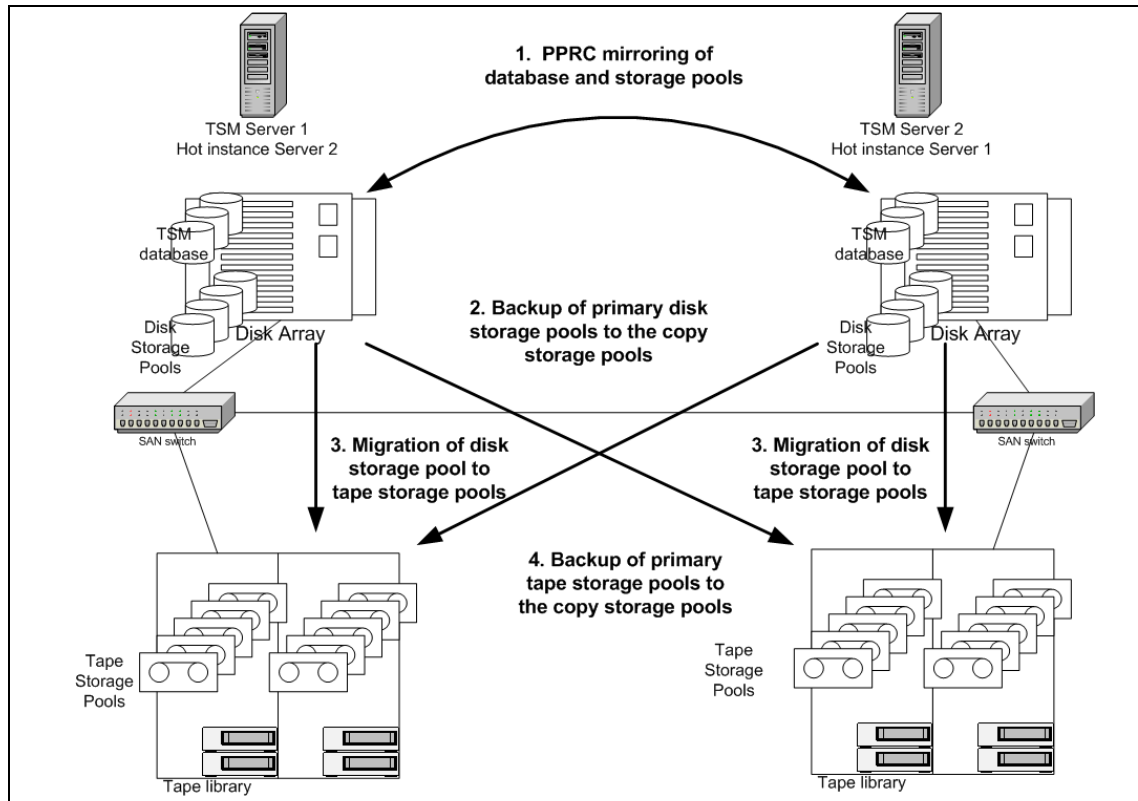 1. PPRC mirroring of
database and storage pools
TSM Server 1
Hot instance Server 2
TSM Server 2
Hot instance Server 1
TSM
database
Disk
Storage
Pools
Disk Array
TSM
database
Disk
Storage
Pools
Disk Array
2. Backup of primary disk
storage pools to the copy
storage pools
SAN switch
SAN switch
3. Migration of disk
storage pool to
tape storage pools
3. Migration of disk
storage pool to
tape storage pools
4. Backup of primary
tape storage pools to
the copy storage pools
Tape
Storage
Pools
Tape library
Tape
Storage
Pools
Tape library